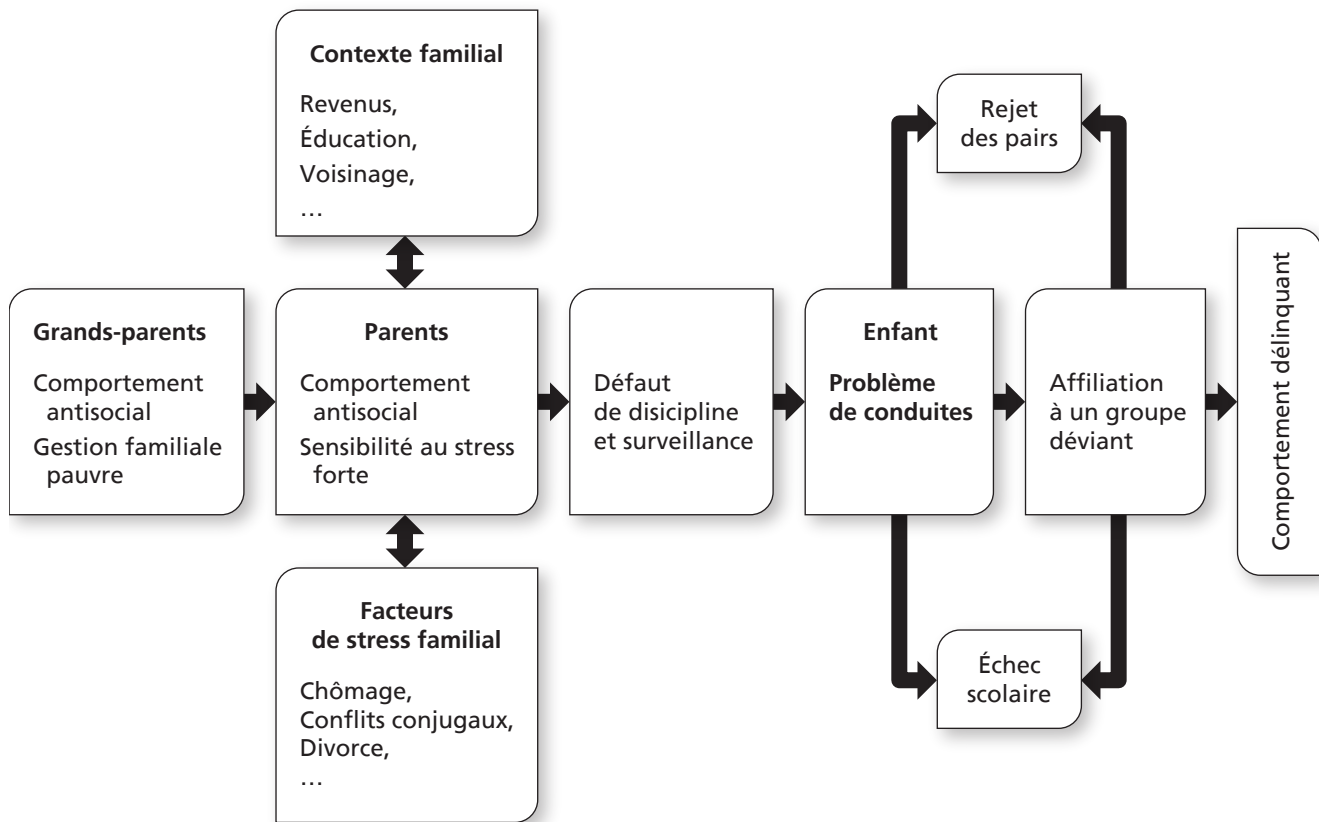 Contexte familial
Revenus,
Éducation,
Voisinage,
…
Rejet
des pairs
Grands-parents
Comportement
antisocial
Gestion familiale
pauvre
Parents
Comportement
antisocial
Sensibilité au stress
forte
Défaut
de disicipline
et surveillance
Enfant
Problème
de conduites
Affiliation
à un groupe
déviant
Comportement délinquant
Facteurs
de stress familial
Chômage,
Conflits conjugaux,
Divorce,
…
Échec
scolaire